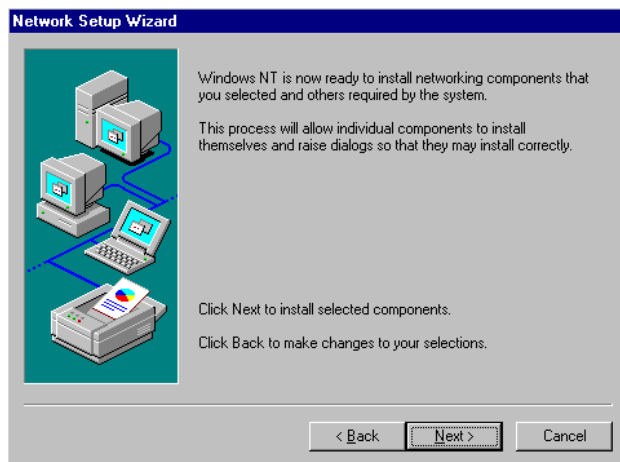 Network Setup Wizard
Windows NT is now ready to install networking components that
you selected and others required by the system.
This process will allow individual components to install
themselves and raise dialogs so that they may install correctly.
Click Next to install selected components.
Click Back to make changes to your selections.
< Back
Next >
Cancel